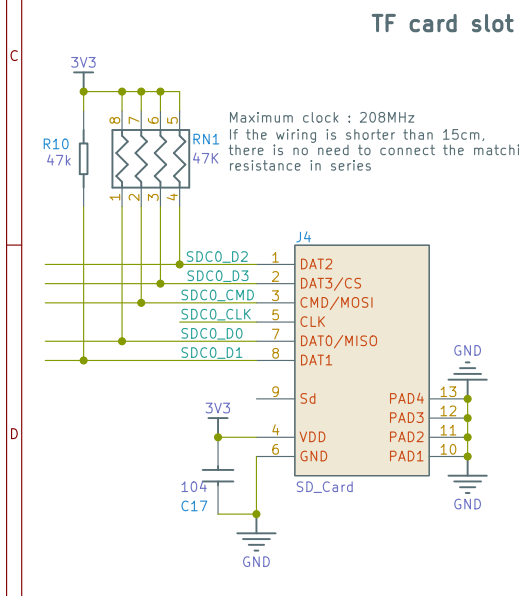 TF card slot
C
3V3
8
7
6
5
R10
47k
RN1
47K
1
2
3
4
Maximum clock : 208MHz
If the wiring is shorter than 15cm,
there is no need to connect the matchi
resistance in series
J4
SDC0_D2 1 DAT2
SDC0_D3 2 DAT3/CS
SDC0_CMD 3 CMD/MOSI
SDC0_CLK 5 CLK
SDC0_D0 7 DAT0/MISO
SDC0_D1 8 DAT1
GND
9 Sd PAD4 13
PAD3 12
D
3V3
4 VDD PAD2 11
6 GND PAD1 10
104
C17
SD_Card
GND
GND